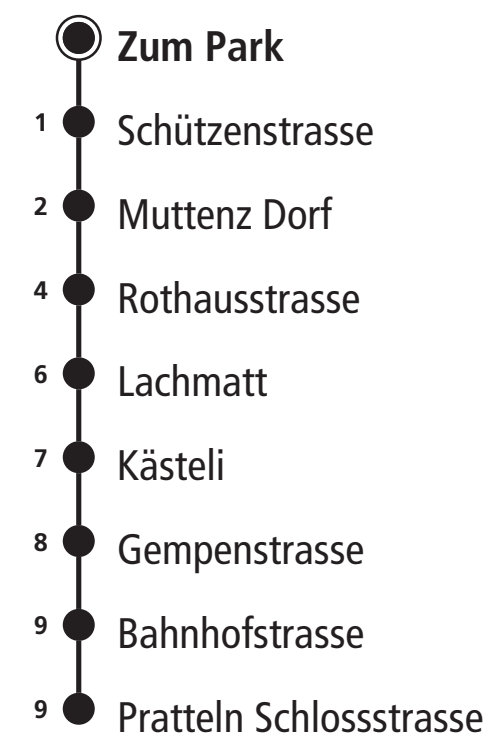 Zum Park
1 Schützenstrasse
2 Muttenz Dorf
4 Rothausstrasse
6 Lachmatt
7 Kästeli
8 Gempenstrasse
9 Bahnhofstrasse
9 Pratteln Schlossstrasse